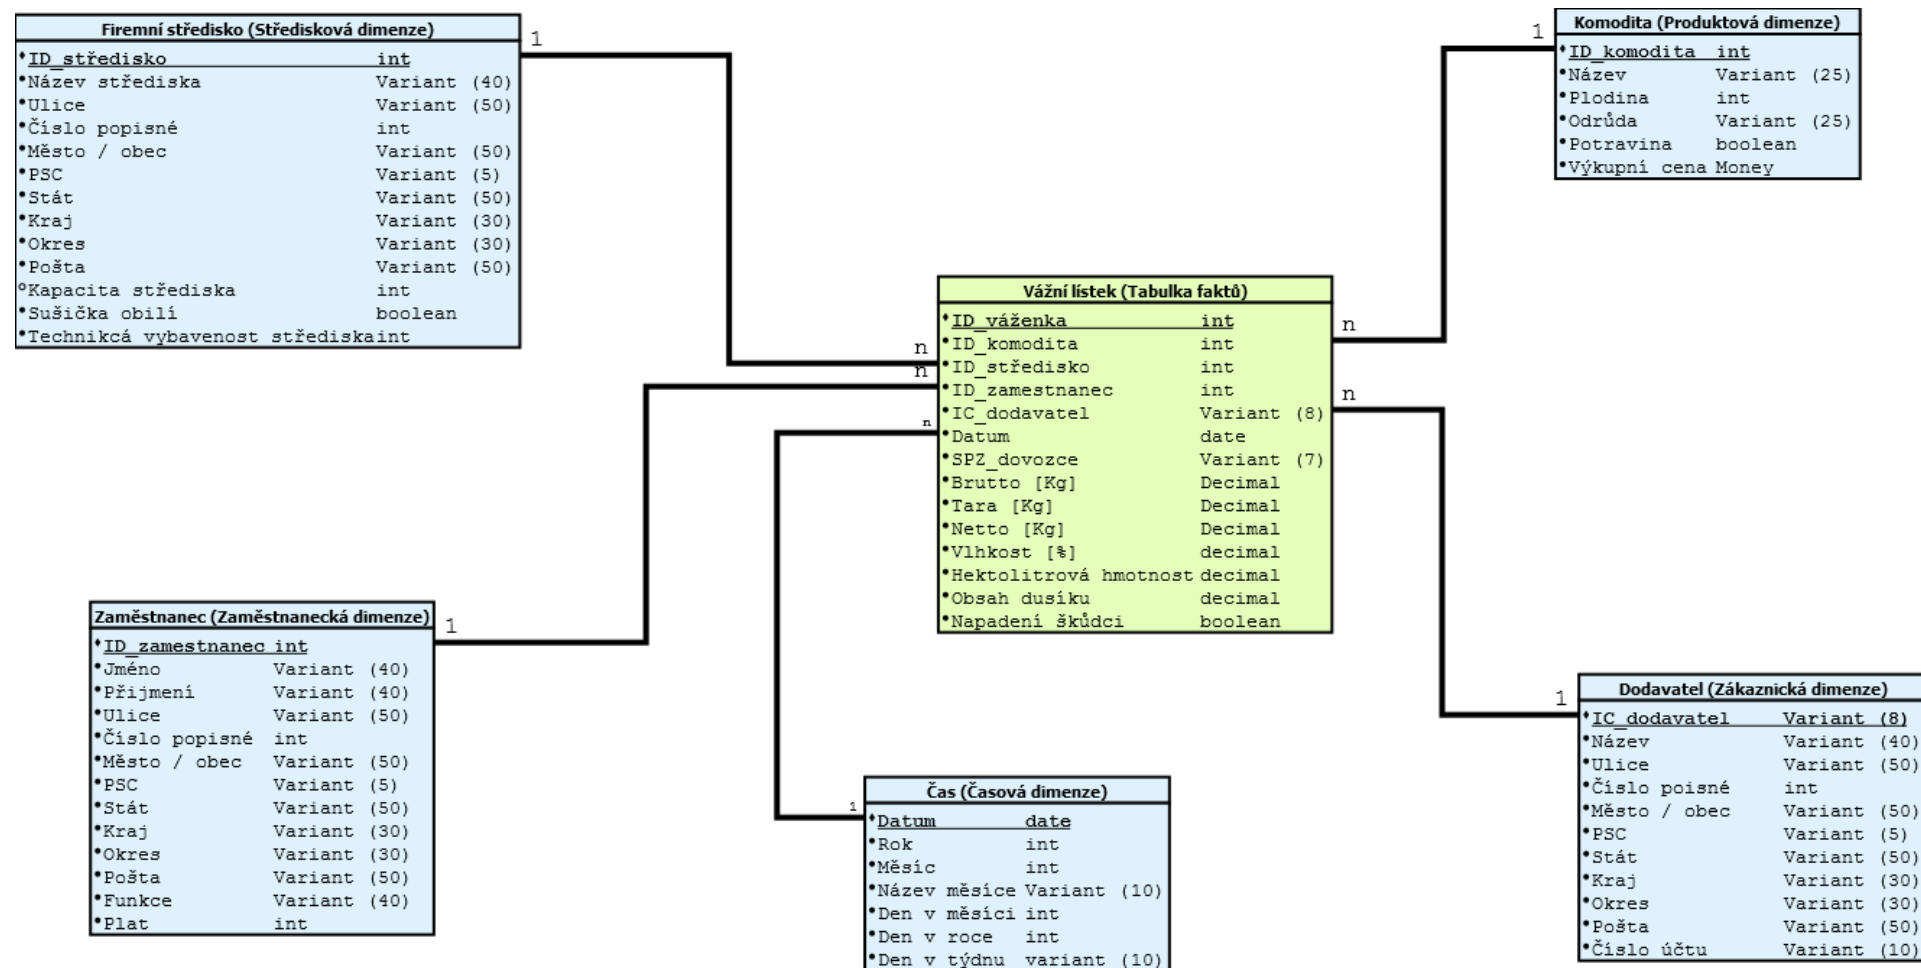 Firemní středisko (Středisková dimenze)
ID_středisko int
Název střediska Variant (40)
Ulice Variant (50)
Číslo popisné int
Město / obec Variant (50)
PSC Variant (5)
Stát Variant (50)
Kraj Variant (30)
Okres Variant (30)
Pošta Variant (50)
Kapacita střediska int
Sušička obilí boolean
Technikcá vybavenost střediska int
1
1
Komodita (Produktová dimenze)
ID_komodita int
Název Variant (25)
Plodina int
Odrůda Variant (25)
Potravina boolean
Výkupní cena Money
Vážní lístek (Tabulka faktů)
ID_váženka int
ID_komodita int
ID_středisko int
ID_zamestnanec int
IC_dodavatel Variant (8)
Datum date
SPZ_dovozce Variant (7)
Brutto [Kg] Decimal
Tara [Kg] Decimal
Netto [Kg] Decimal
Vlhkost [%] decimal
Hektolitrová hmotnost decimal
Obsah dusíku decimal
Napadení škůdci boolean
n
n
n
n
n
Zaměstnanec (Zaměstnanecká dimenze)
ID_zamestnanec int
Jméno Variant (40)
Přijmení Variant (40)
Ulice Variant (50)
Číslo popisné int
Město / obec Variant (50)
PSC Variant (5)
Stát Variant (50)
Kraj Variant (30)
Okres Variant (30)
Pošta Variant (50)
Funkce Variant (40)
Plat int
1
1
Čas (Časová dimenze)
Datum date
Rok int
Měsíc int
Název měsíce Variant (10)
Den v měsíci int
Den v roce int
Den v týdnu variant (10)
1
Dodavatel (Zákaznická dimenze)
IC_dodavatel Variant (8)
Název Variant (40)
Ulice Variant (50)
Číslo poisné int
Město / obec Variant (50)
PSC Variant (5)
Stát Variant (50)
Kraj Variant (30)
Okres Variant (30)
Pošta Variant (50)
Číslo účtu Variant (10)